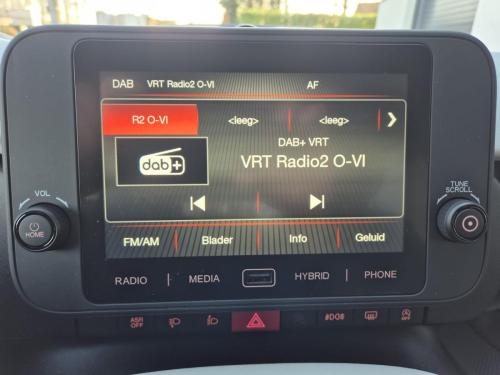 DAB VRT Radio2 O-VI AF
R2 O-VI <leeg> <leeg>
DAB+ VRT
dab+
VRT Radio2 O-VI
FM/AM Blader Info Geluid
VOL
HOME
TUNE
SCROLL
RADIO MEDIA HYBRID PHONE
ASR
OFF